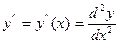 y″ = y″(x) = d²y/dx²